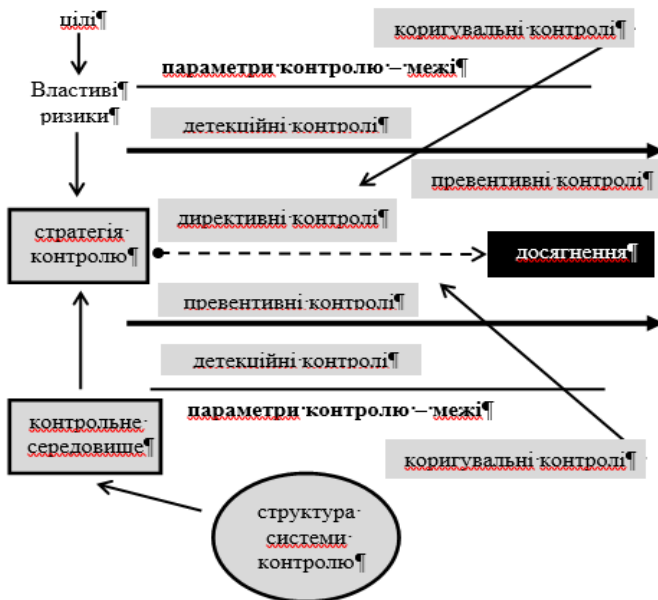 цілі¶
коригувальні·контролі¶
параметри·контролю·–·межі¶
Властиві¶
ризики¶
детекційні·контролі¶
превентивні·контролі¶
директивні·контролі¶
стратегія·
контролю¶
досягнення¶
превентивні·контролі¶
детекційні·контролі¶
параметри·контролю·–·межі¶
контрольне·
середовище¶
коригувальні·контролі¶
структура·
системи·
контролю¶